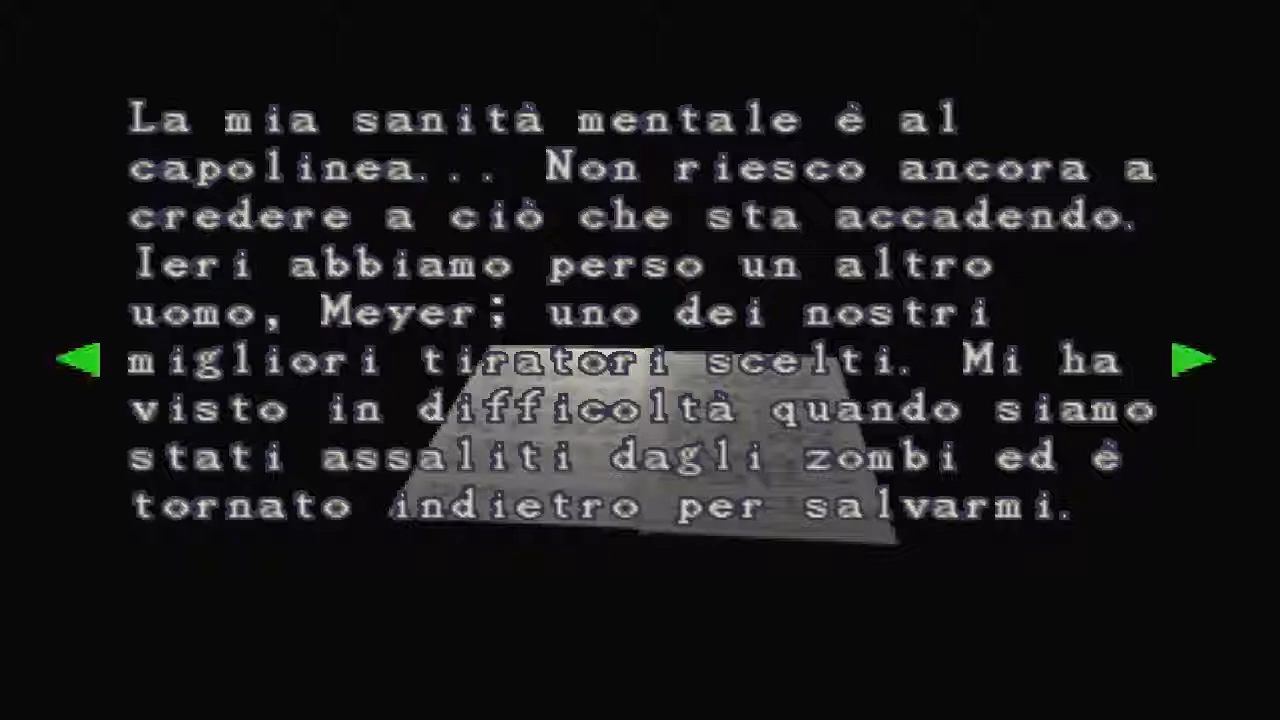 La mia sanità mentale è al
capolinea... Non riesco ancora a
credere a ciò che sta accadendo.
Ieri abbiamo perso un altro
uomo, Meyer; uno dei nostri
migliori tiratori scelti. Mi ha
visto in difficoltà quando siamo
stati assaliti dagli zombi ed è
tornato indietro per salvarmi.